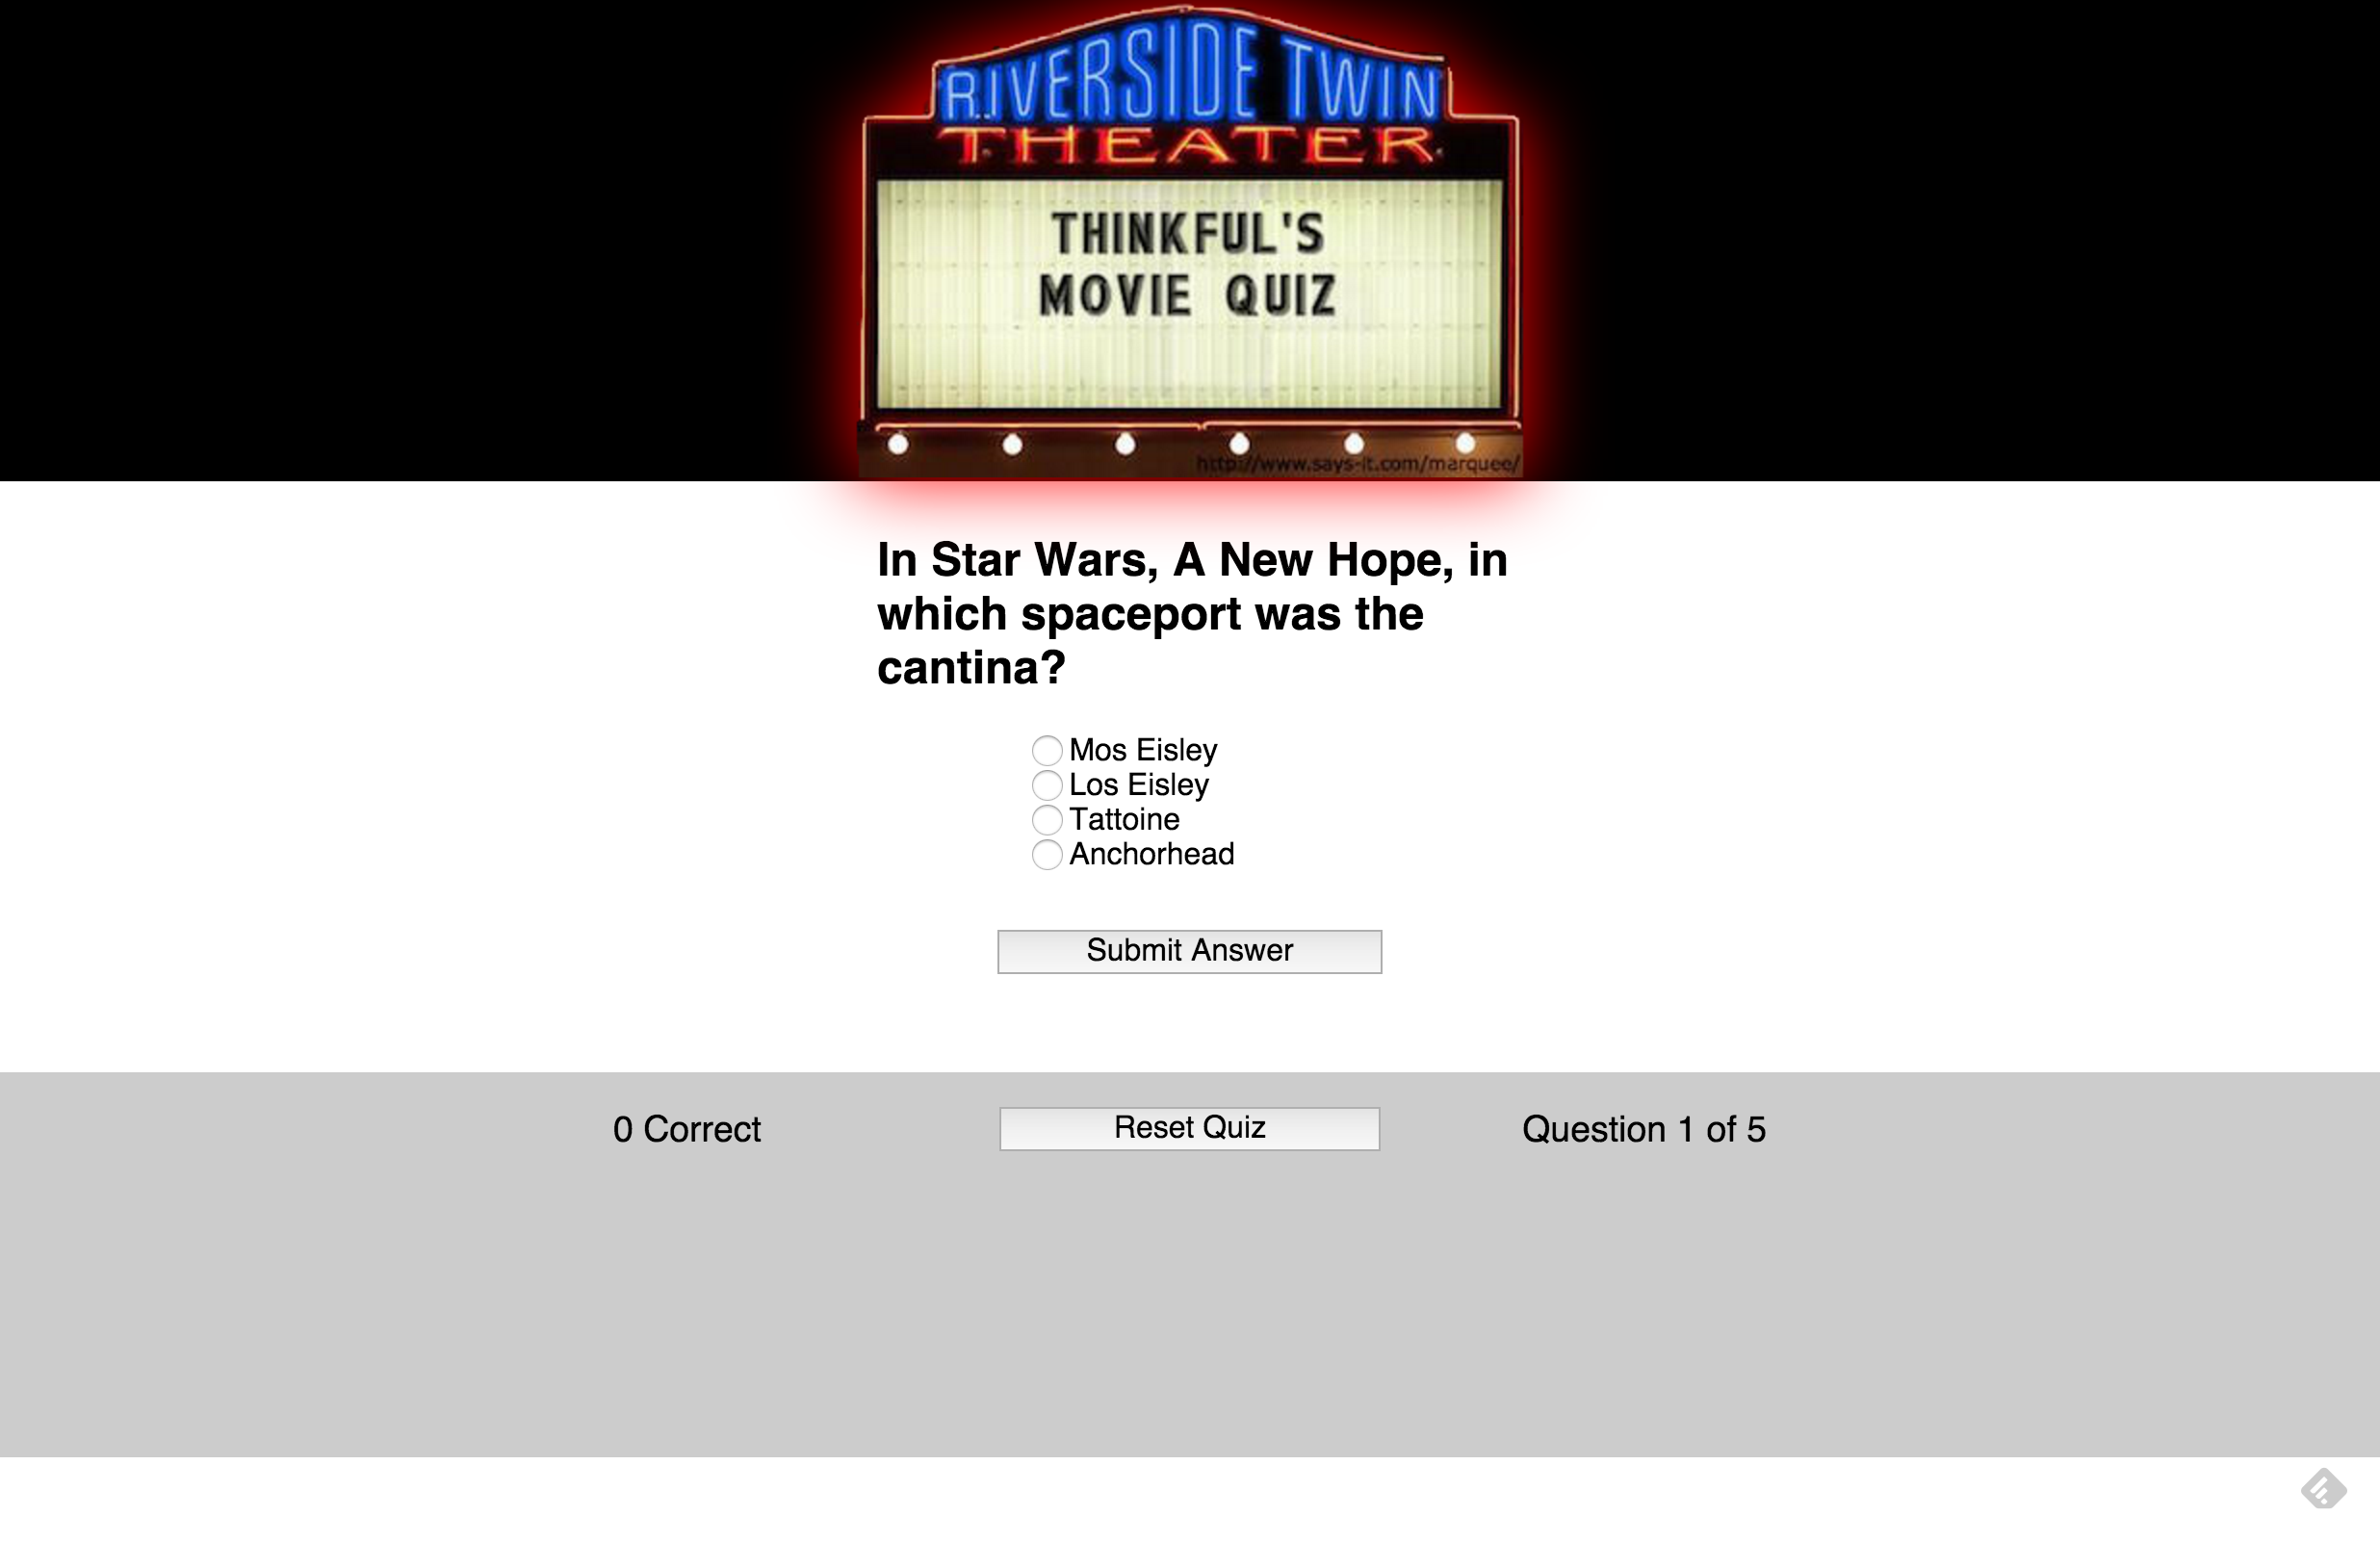 RIVERSIDE TWIN
THEATER
THINKFUL'S
MOVIE QUIZ
http://www.says-it.com/marquee/
In Star Wars, A New Hope, in
which spaceport was the
cantina?
Mos Eisley
Los Eisley
Tattoine
Anchorhead
Submit Answer
0 Correct
Reset Quiz
Question 1 of 5